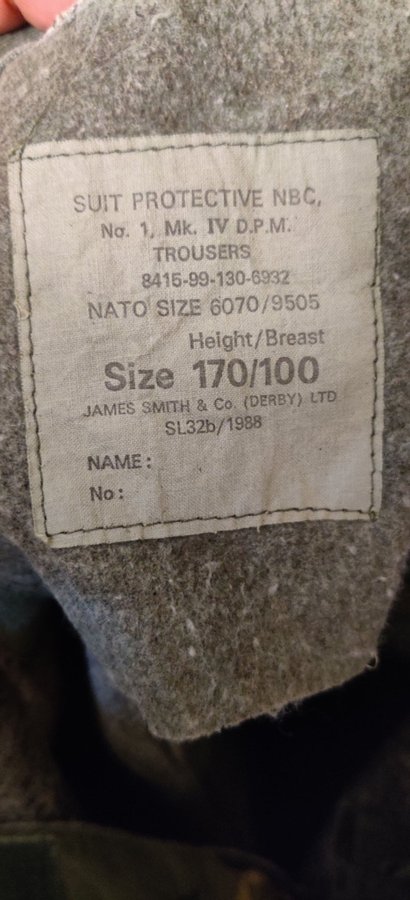 SUIT PROTECTIVE NBC,
No. 1, Mk. IV D.P.M.
TROUSERS
8415-99-130-6932
NATO SIZE 6070/9505
Height/Breast
Size 170/100
JAMES SMITH & Co. (DERBY) LTD
SL32b/1988
NAME:
No: